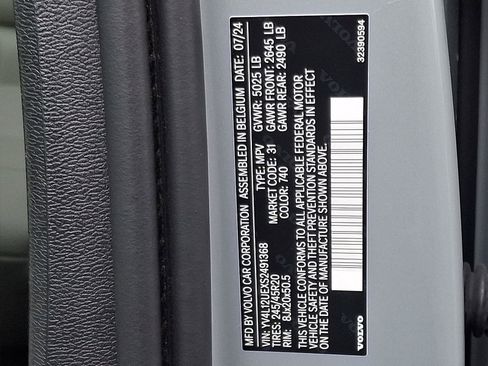 MFD BY VOLVO CAR CORPORATION ASSEMBLED IN BELGIUM DATE: 07/24
VIN: YV4L12UEXS2491368 GVWR: 5025 LB
TIRES: 245/45R20 TYPE: MPV GAWR FRONT: 2645 LB
RIM: 8Jx20x50.5 MARKET CODE: 31 GAWR REAR: 2490 LB
COLOR: 740
THIS VEHICLE CONFORMS TO ALL APPLICABLE FEDERAL MOTOR
VEHICLE SAFETY AND THEFT PREVENTION STANDARDS IN EFFECT
ON THE DATE OF MANUFACTURE SHOWN ABOVE.
VOLVO
32390594